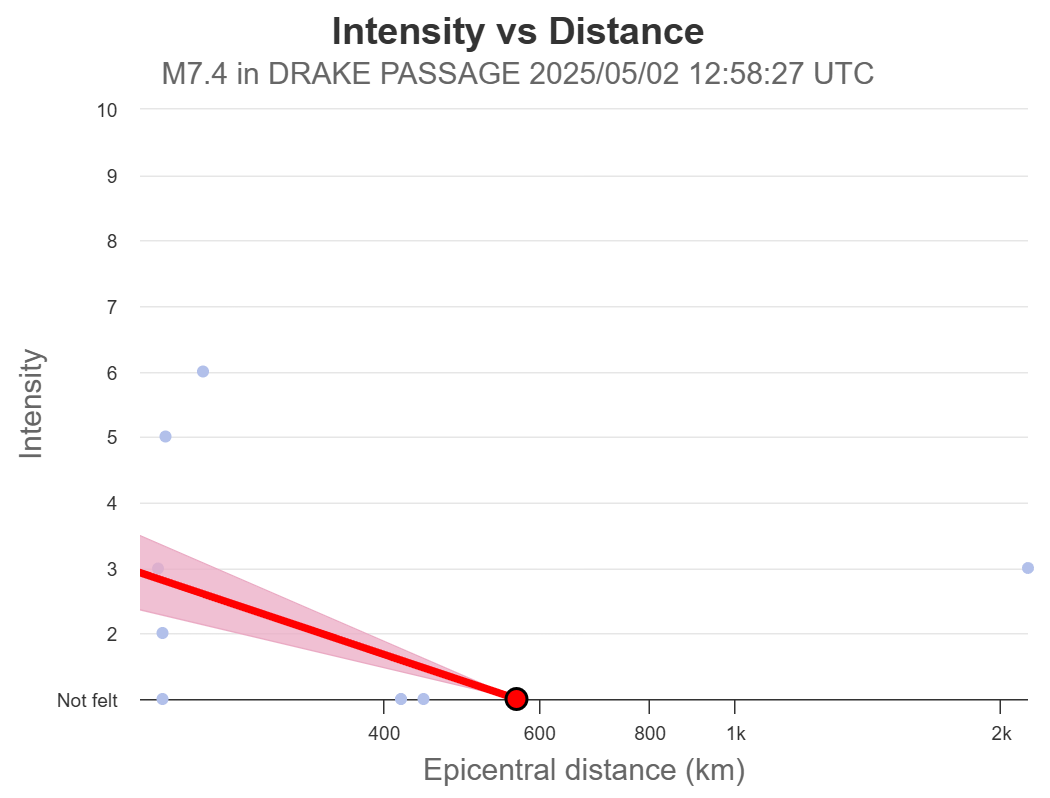 Intensity vs Distance
M7.4 in DRAKE PASSAGE 2025/05/02 12:58:27 UTC
10
9
8
7
6
5
4
3
2
Not felt
Intensity
400 600 800 1k 2k
Epicentral distance (km)